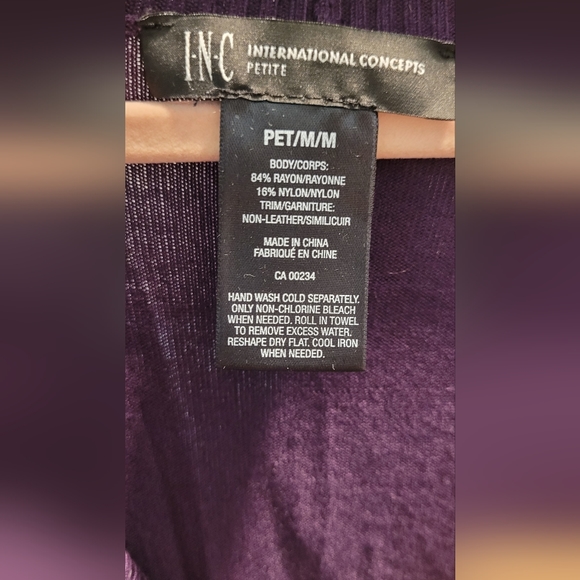 I·N·C INTERNATIONAL CONCEPTS
PETITE
PET/M/M
BODY/CORPS:
84% RAYON/RAYONNE
16% NYLON/NYLON
TRIM/GARNITURE:
NON-LEATHER/SIMILICUIR
MADE IN CHINA
FABRIQUÉ EN CHINE
CA 00234
HAND WASH COLD SEPARATELY.
ONLY NON-CHLORINE BLEACH
WHEN NEEDED. ROLL IN TOWEL
TO REMOVE EXCESS WATER.
RESHAPE DRY FLAT. COOL IRON
WHEN NEEDED.